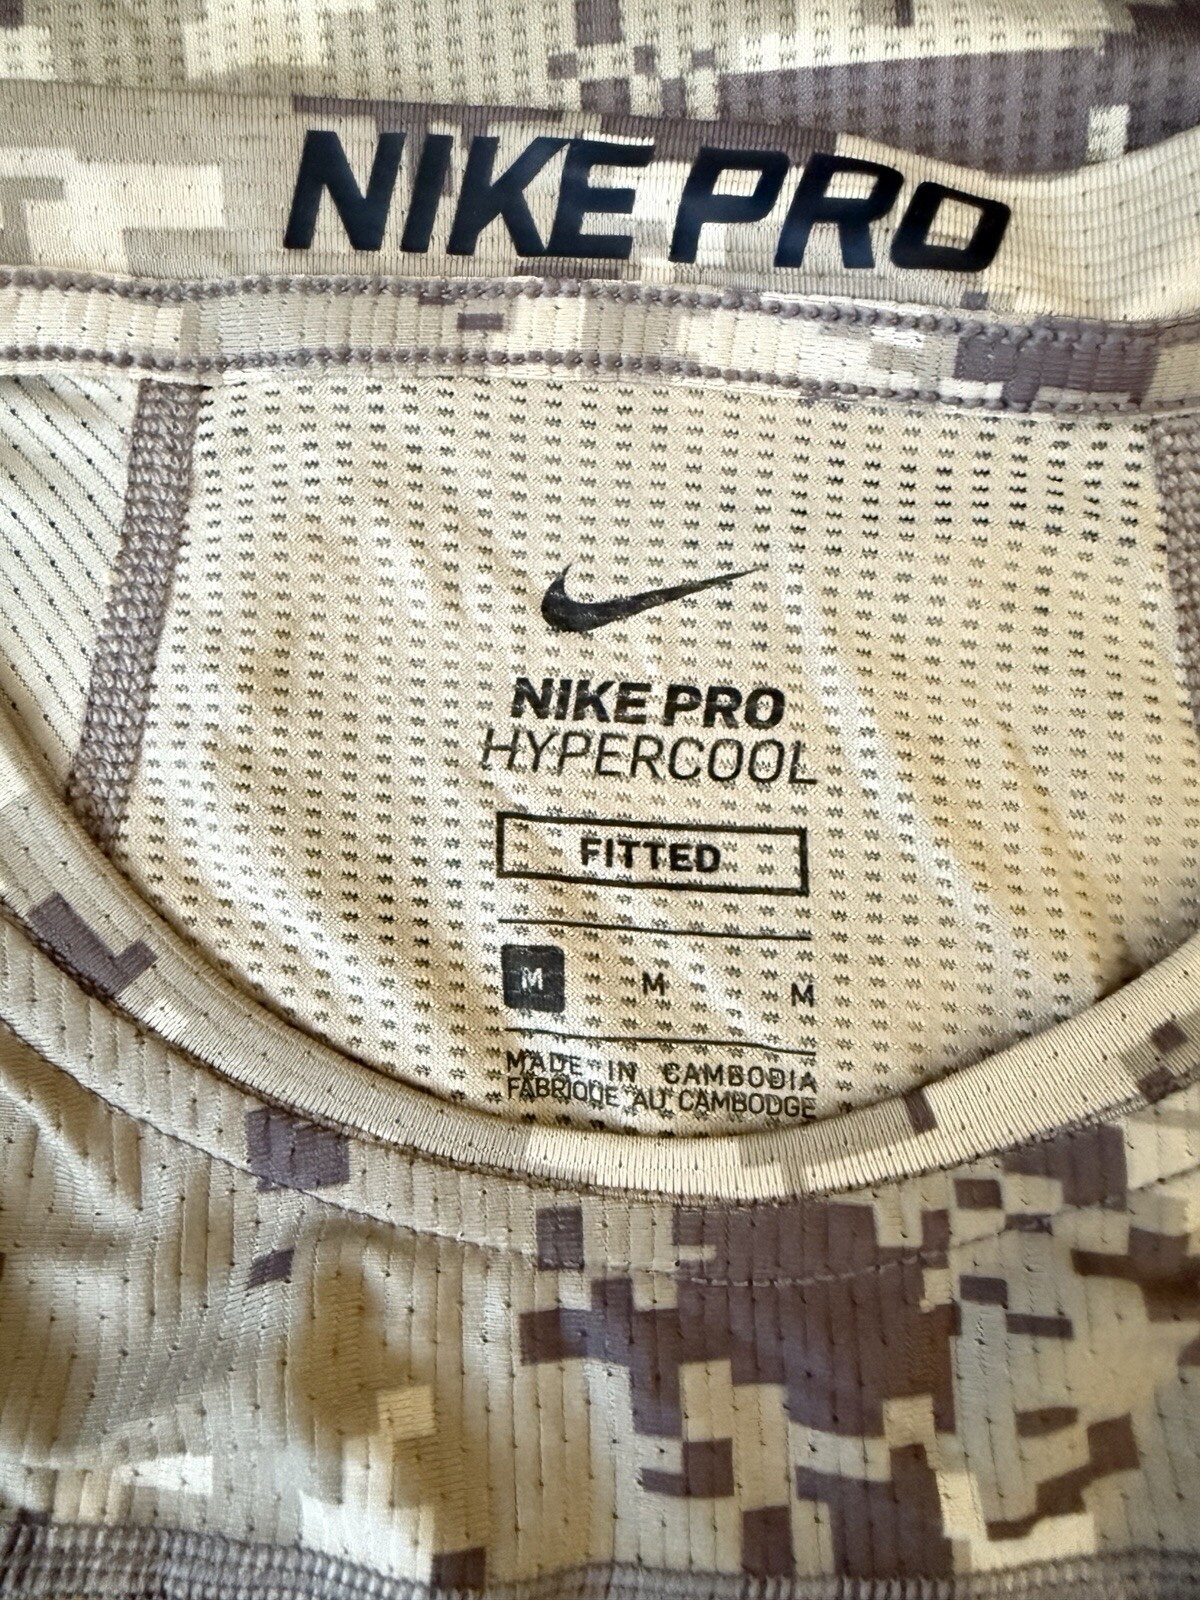 NIKE PRO
NIKE PRO
HYPERCOOL
FITTED
M M M
MADE IN CAMBODIA
FABRIQUE AU CAMBODGE